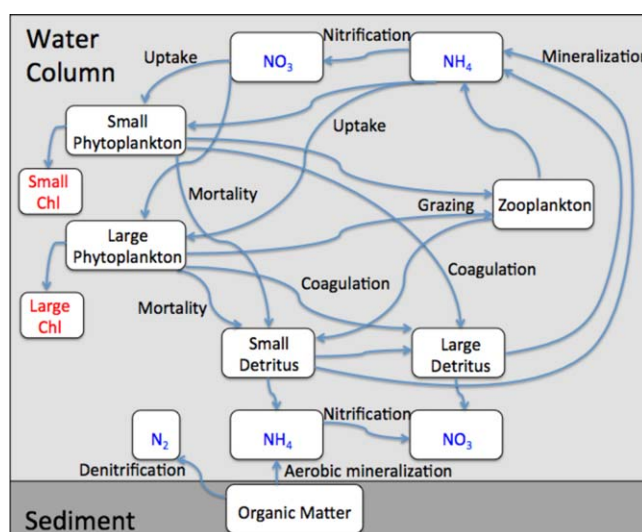 Water
Column
Nitrification
Mineralization
Uptake
NO₃
NH₄
Small
Phytoplankton
Uptake
Small
Chl
Mortality
Grazing
Zooplankton
Large
Phytoplankton
Coagulation
Coagulation
Large
Chl
Mortality
Small
Detritus
Large
Detritus
N₂
NH₄
Nitrification
NO₃
Denitrification
Aerobic mineralization
Organic Matter
Sediment